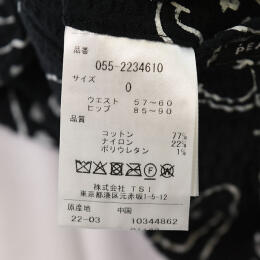 品番
055-2234610
サイズ
0
ウエスト 57～60
ヒップ 85～90
品質
コットン 77%
ナイロン 22%
ポリウレタン 1%
株式会社 TSI
東京都港区元赤坂1-5-12
原産地 中国
22-03 10344862